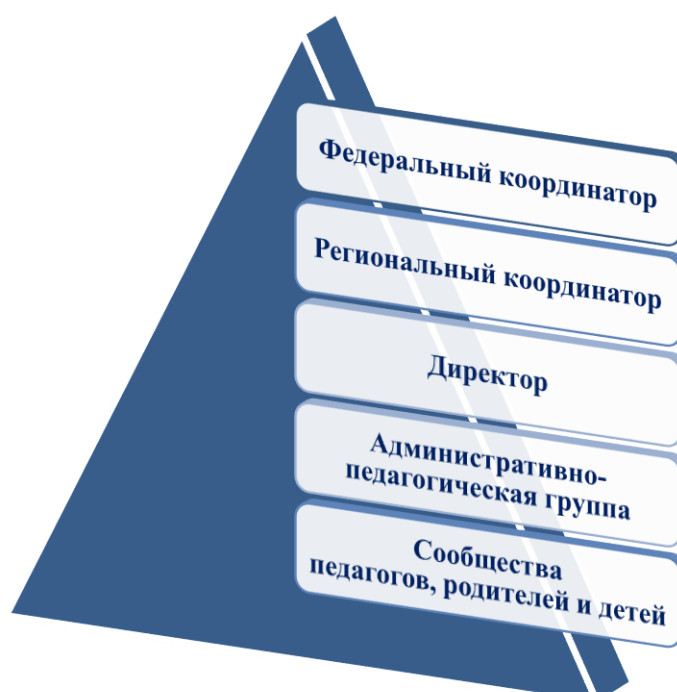 Федеральный координатор
Региональный координатор
Директор
Административно-
педагогическая группа
Сообщества
педагогов, родителей и детей